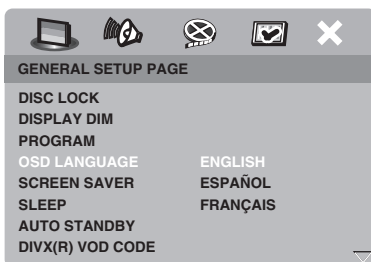 GENERAL SETUP PAGE
DISC LOCK
DISPLAY DIM
PROGRAM
OSD LANGUAGE ENGLISH
SCREEN SAVER ESPAÑOL
SLEEP FRANÇAIS
AUTO STANDBY
DIVX(R) VOD CODE